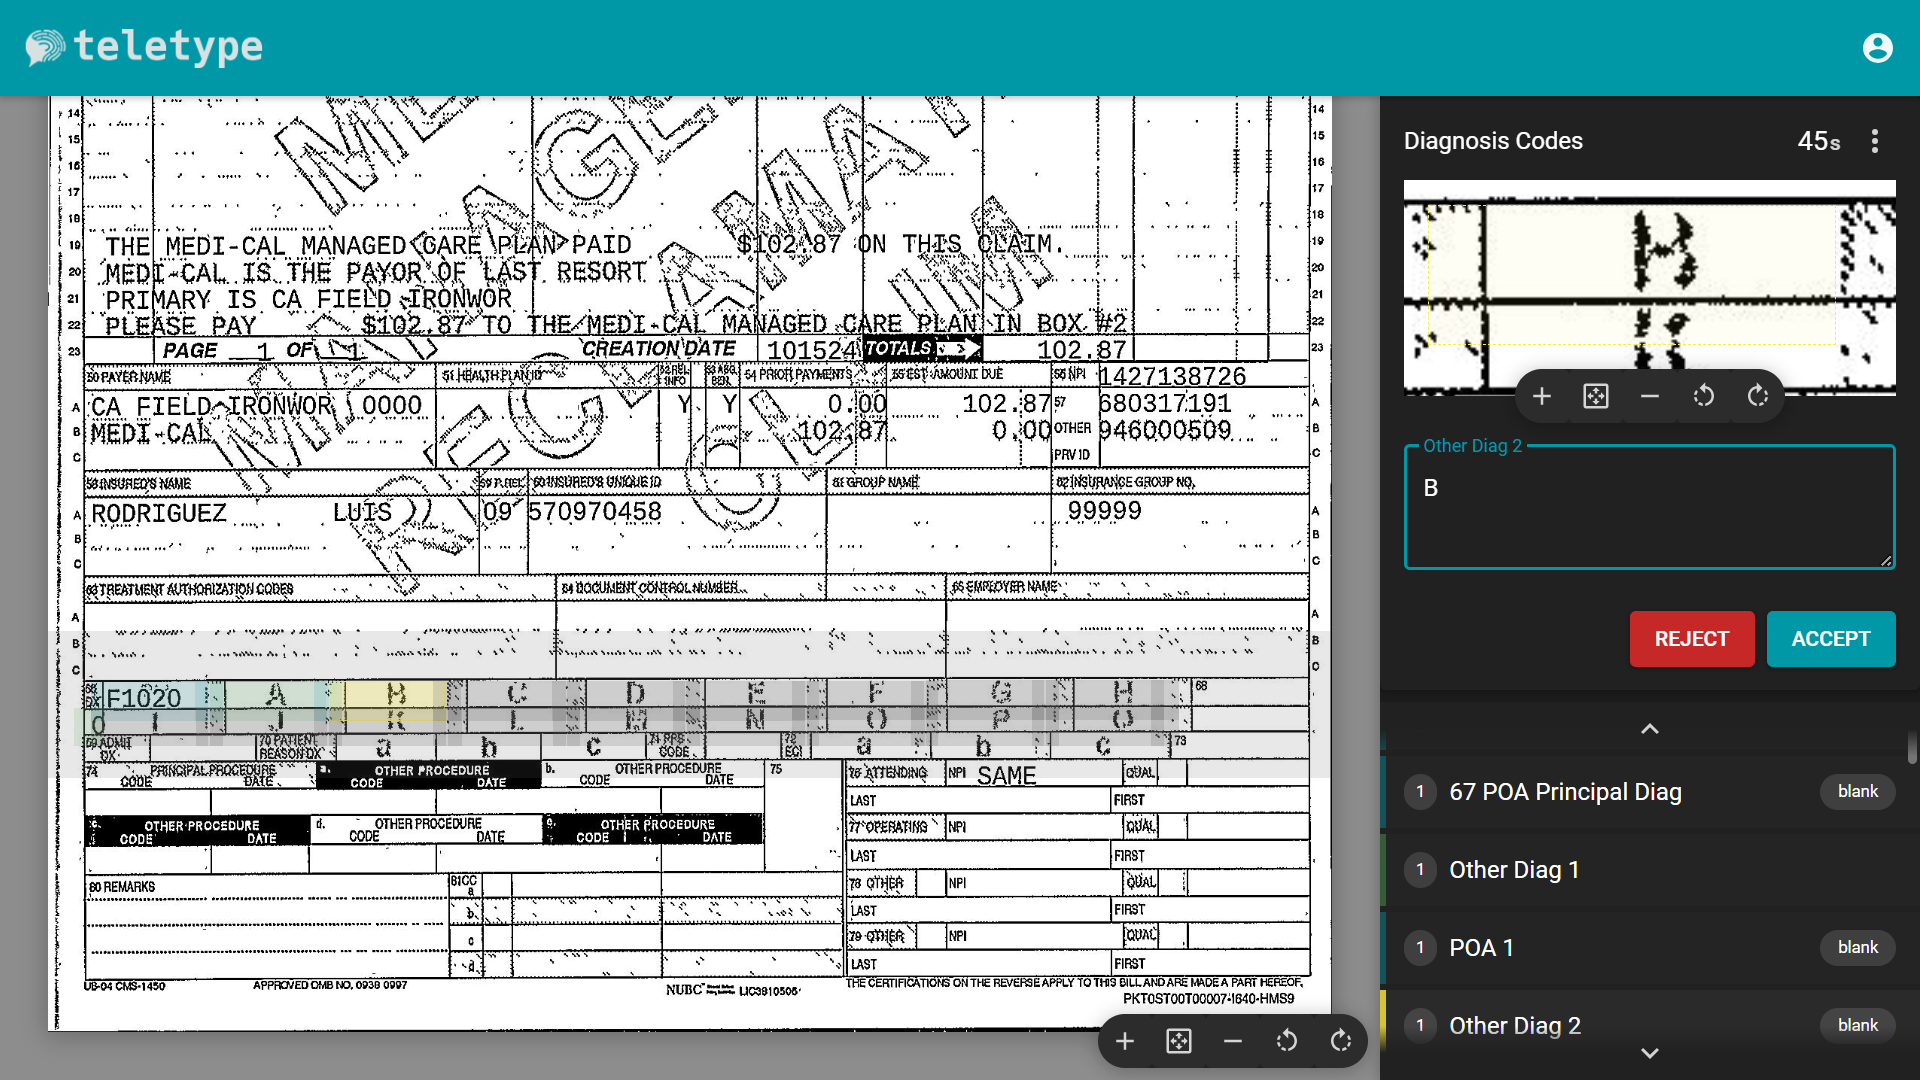 teletype
14
15
16
17
18
19 THE MEDI-CAL MANAGED CARE PLAN PAID $102.87 ON THIS CLAIM. 19
20 MEDI-CAL IS THE PAYOR OF LAST RESORT 20
21 PRIMARY IS CA FIELD IRONWOR 21
22 PLEASE PAY $102.87 TO THE MEDI-CAL MANAGED CARE PLAN IN BOX #2 22
23 PAGE 1 OF 1 CREATION DATE 101524 TOTALS 102.87 23
50 PAYER NAME 51 HEALTH PLAN ID 52 REL. INFO 53 ASG. BEN. 54 PRIOR PAYMENTS 55 EST. AMOUNT DUE 56 NPI 1427138726
A CA FIELD IRONWOR 0000 Y Y 0.00 102.87 57 680317191 A
B MEDI-CAL 102.87 0.00 OTHER 946000509 B
C PRV ID C
58 INSURED'S NAME 59 P.REL 60 INSURED'S UNIQUE ID 61 GROUP NAME 62 INSURANCE GROUP NO.
A RODRIGUEZ LUIS 09 570970458 99999 A
B B
C C
63 TREATMENT AUTHORIZATION CODES 64 DOCUMENT CONTROL NUMBER 65 EMPLOYER NAME
A A
B B
C C
66 DX F1020 A B C D E F G H 68
0 I J K L M N O P Q
69 ADMIT DX 70 PATIENT REASON DX a b c 71 PPS CODE 72 ECI a b c 73
74 PRINCIPAL PROCEDURE CODE DATE a. OTHER PROCEDURE CODE DATE b. OTHER PROCEDURE CODE DATE 75 76 ATTENDING NPI SAME QUAL
LAST FIRST
c. OTHER PROCEDURE CODE DATE d. OTHER PROCEDURE CODE DATE e. OTHER PROCEDURE CODE DATE 77 OPERATING NPI QUAL
LAST FIRST
80 REMARKS 81CC a 78 OTHER NPI QUAL
b LAST FIRST
c 79 OTHER NPI QUAL
d LAST FIRST
UB-04 CMS-1450 APPROVED OMB NO. 0938 0997 NUBC LIC3810506 THE CERTIFICATIONS ON THE REVERSE APPLY TO THIS BILL AND ARE MADE A PART HEREOF.
PKT0ST00T00007-1640-HMS9
Diagnosis Codes 45s
Other Diag 2
B
REJECT ACCEPT
1 67 POA Principal Diag blank
1 Other Diag 1
1 POA 1 blank
1 Other Diag 2 blank